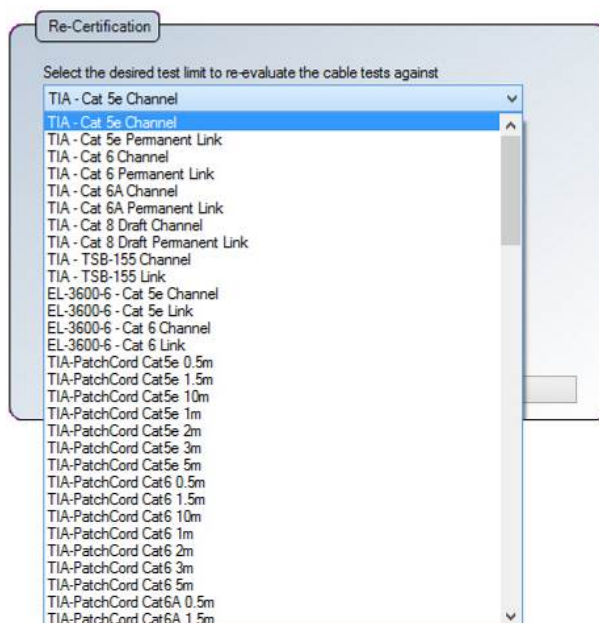 Re-Certification
Select the desired test limit to re-evaluate the cable tests against
TIA - Cat 5e Channel
TIA - Cat 5e Channel
TIA - Cat 5e Permanent Link
TIA - Cat 6 Channel
TIA - Cat 6 Permanent Link
TIA - Cat 6A Channel
TIA - Cat 6A Permanent Link
TIA - Cat 8 Draft Channel
TIA - Cat 8 Draft Permanent Link
TIA - TSB-155 Channel
TIA - TSB-155 Link
EL-3600-6 - Cat 5e Channel
EL-3600-6 - Cat 5e Link
EL-3600-6 - Cat 6 Channel
EL-3600-6 - Cat 6 Link
TIA-PatchCord Cat5e 0.5m
TIA-PatchCord Cat5e 1.5m
TIA-PatchCord Cat5e 10m
TIA-PatchCord Cat5e 1m
TIA-PatchCord Cat5e 2m
TIA-PatchCord Cat5e 3m
TIA-PatchCord Cat5e 5m
TIA-PatchCord Cat6 0.5m
TIA-PatchCord Cat6 1.5m
TIA-PatchCord Cat6 10m
TIA-PatchCord Cat6 1m
TIA-PatchCord Cat6 2m
TIA-PatchCord Cat6 3m
TIA-PatchCord Cat6 5m
TIA-PatchCord Cat6A 0.5m
TIA-PatchCord Cat6A 1.5m